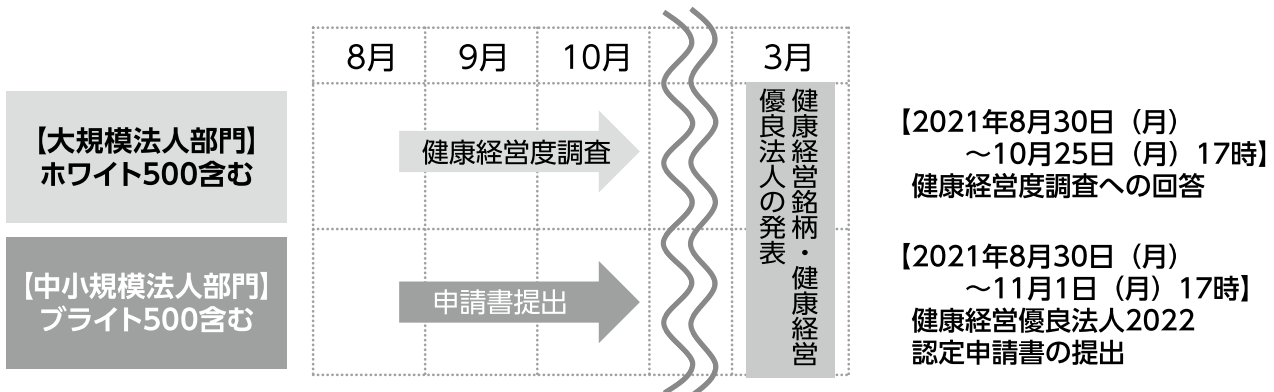 8月
9月
10月
3月
【大規模法人部門】
ホワイト500含む
健康経営度調査
【中小規模法人部門】
ブライト500含む
申請書提出
健康経営銘柄・健康経営
優良法人の発表
【2021年8月30日（月）
～10月25日（月）17時】
健康経営度調査への回答
【2021年8月30日（月）
～11月1日（月）17時】
健康経営優良法人2022
認定申請書の提出